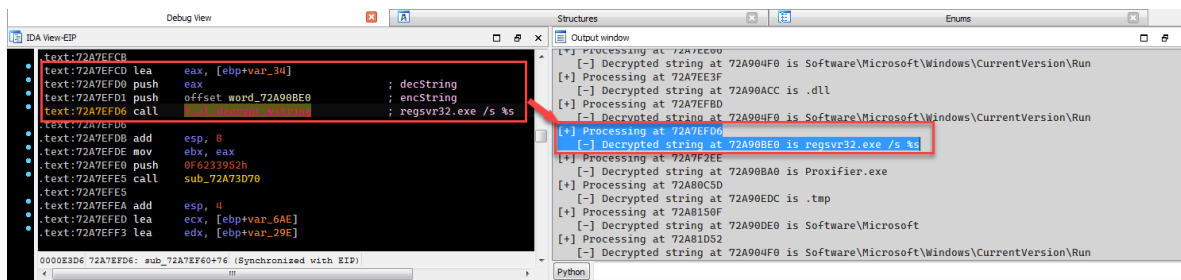 Debug View
Structures
Enums
IDA View-EIP
Output window
.text:72A7EFCB
.text:72A7EFCD lea eax, [ebp+var_34]
.text:72A7EFD0 push eax ; decString
.text:72A7EFD1 push offset word_72A90BE0 ; encString
.text:72A7EFD6 call ; regsvr32.exe /s %s
.text:72A7EFD6
.text:72A7EFDB add esp, 8
.text:72A7EFDE mov ebx, eax
.text:72A7EFE0 push 0F6233952h
.text:72A7EFE5 call sub_72A73D70
.text:72A7EFE5
.text:72A7EFEA add esp, 4
.text:72A7EFED lea ecx, [ebp+var_6AE]
.text:72A7EFF3 lea edx, [ebp+var_29E]
0000E3D6 72A7EFD6: sub_72A7EF60+76 (Synchronized with EIP)
[+] Processing at 72A7EE06
[-] Decrypted string at 72A904F0 is Software\Microsoft\Windows\CurrentVersion\Run
[+] Processing at 72A7EE3F
[-] Decrypted string at 72A90ACC is .dll
[+] Processing at 72A7EFBD
[-] Decrypted string at 72A904F0 is Software\Microsoft\Windows\CurrentVersion\Run
[+] Processing at 72A7EFD6
[-] Decrypted string at 72A90BE0 is regsvr32.exe /s %s
[+] Processing at 72A7F2EE
[-] Decrypted string at 72A90BA0 is Proxifier.exe
[+] Processing at 72A80C5D
[-] Decrypted string at 72A90EDC is .tmp
[+] Processing at 72A8150F
[-] Decrypted string at 72A90DE0 is Software\Microsoft
[+] Processing at 72A81D52
[-] Decrypted string at 72A904F0 is Software\Microsoft\Windows\CurrentVersion\Run
Python